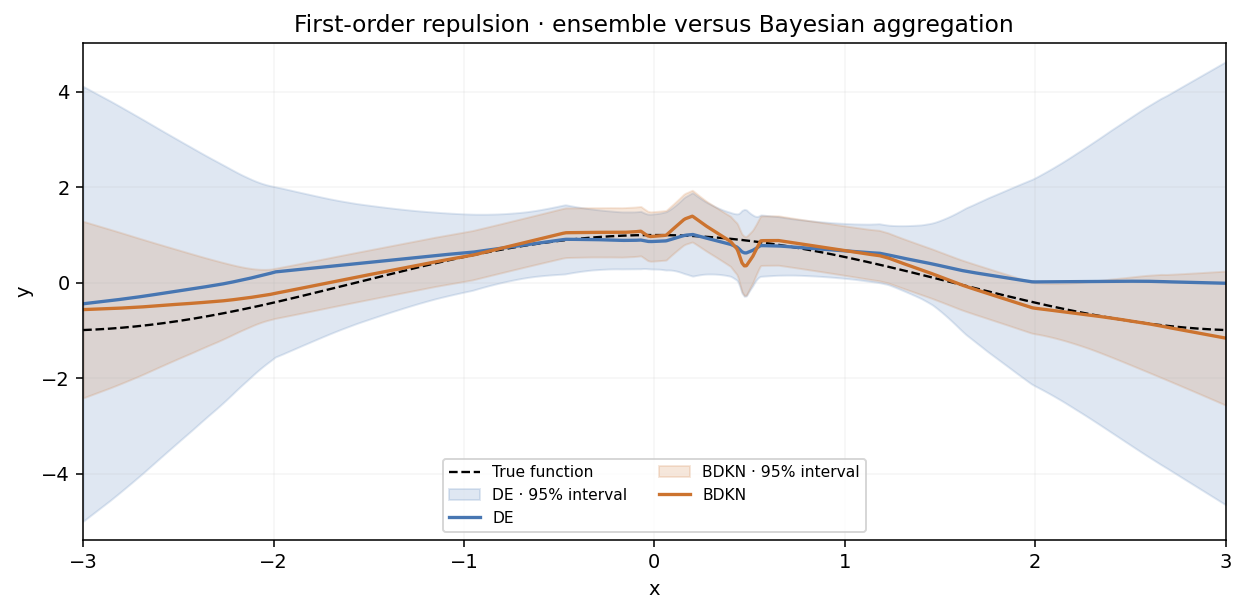 First-order repulsion · ensemble versus Bayesian aggregation
y
4
2
0
−2
−4
True function
DE · 95% interval
DE
BDKN · 95% interval
BDKN
−3 −2 −1 0 1 2 3
x